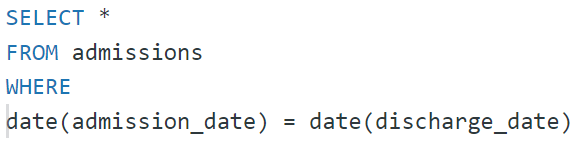 SELECT *
FROM admissions
WHERE
date(admission_date) = date(discharge_date)